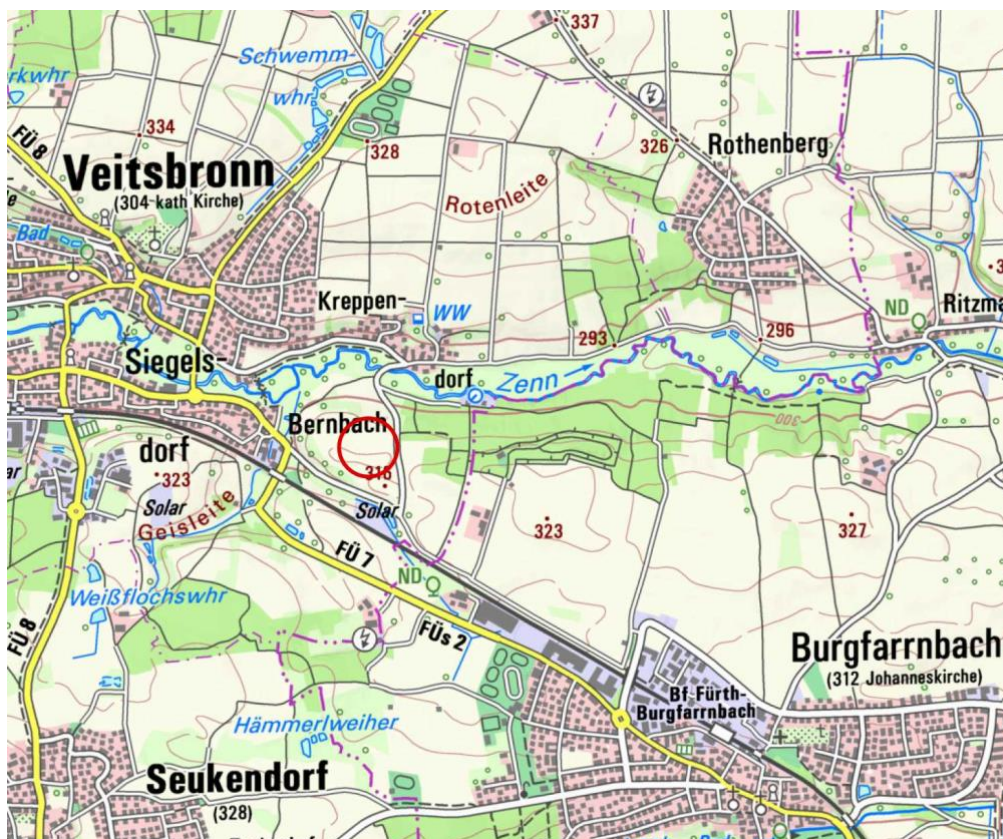 337
Schwemm-
whr
rkwhr
FÜ 8
334
328
326
Rothenberg
Veitsbronn
(304 kath Kirche)
Rotenleite
Bad
Kreppen-
WW
ND
Ritzma
293
296
Siegels-
dorf
Zenn
300
Bernbach
dorf
323
316
Solar
Solar
Geisleite
323
327
FÜ 7
ND
Weißflochswhr
FÜ 8
FÜs 2
Burgfarrnbach
(312 Johanneskirche)
Bf Fürth-
Burgfarrnbach
Hämmerlweiher
Seukendorf
(328)